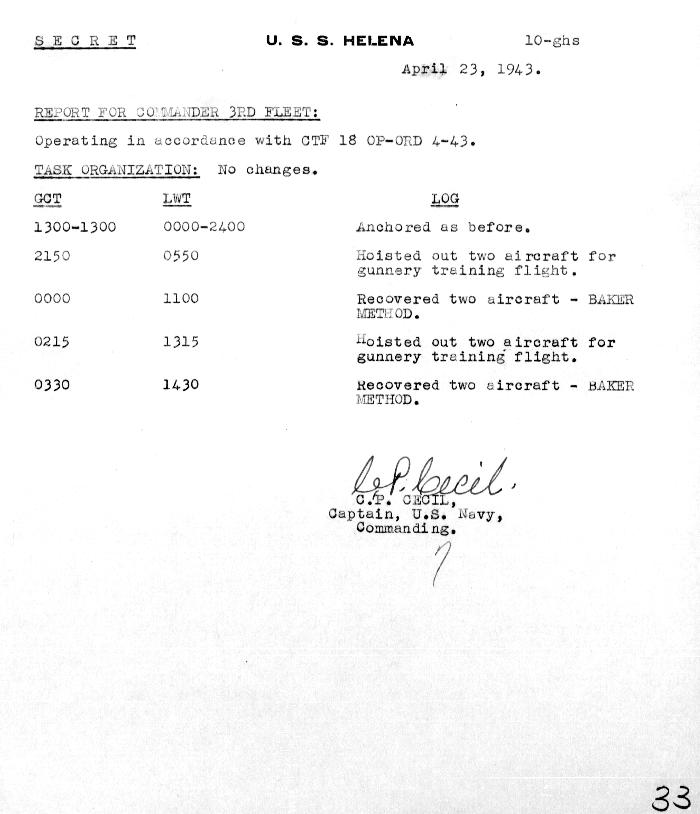 S E C R E T U. S. S. HELENA 10-ghs
April 23, 1943.
REPORT FOR COMMANDER 3RD FLEET:
Operating in accordance with CTF 18 OP-ORD 4-43.
TASK ORGANIZATION: No changes.
GCT LWT LOG
1300-1300 0000-2400 Anchored as before.
2150 0550 Hoisted out two aircraft for
gunnery training flight.
0000 1100 Recovered two aircraft - BAKER
METHOD.
0215 1315 Hoisted out two aircraft for
gunnery training flight.
0330 1430 Recovered two aircraft - BAKER
METHOD.
C.P. Cecil.
C.P. CECIL,
Captain, U.S. Navy,
Commanding.
33